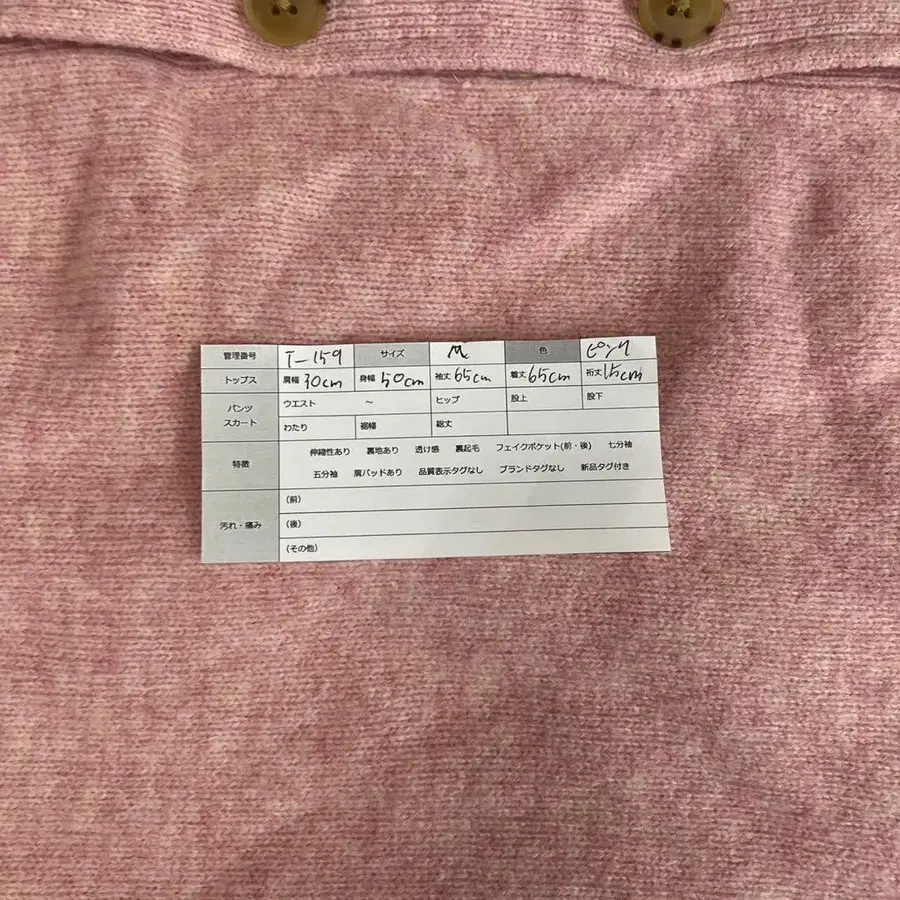 管理番号 T-159 サイズ M 色 ピンク
トップス 肩幅 30cm 身幅 50cm 袖丈 65cm 着丈 65cm 裄丈 15cm
パンツ スカート ウエスト ～ ヒップ 股上 股下
わたり 裾幅 総丈
特徴 伸縮性あり 裏地あり 透け感 裏起毛 フェイクポケット(前・後) 七分袖
五分袖 肩パッドあり 品質表示タグなし ブランドタグなし 新品タグ付き
汚れ・痛み (前)
(後)
(その他)